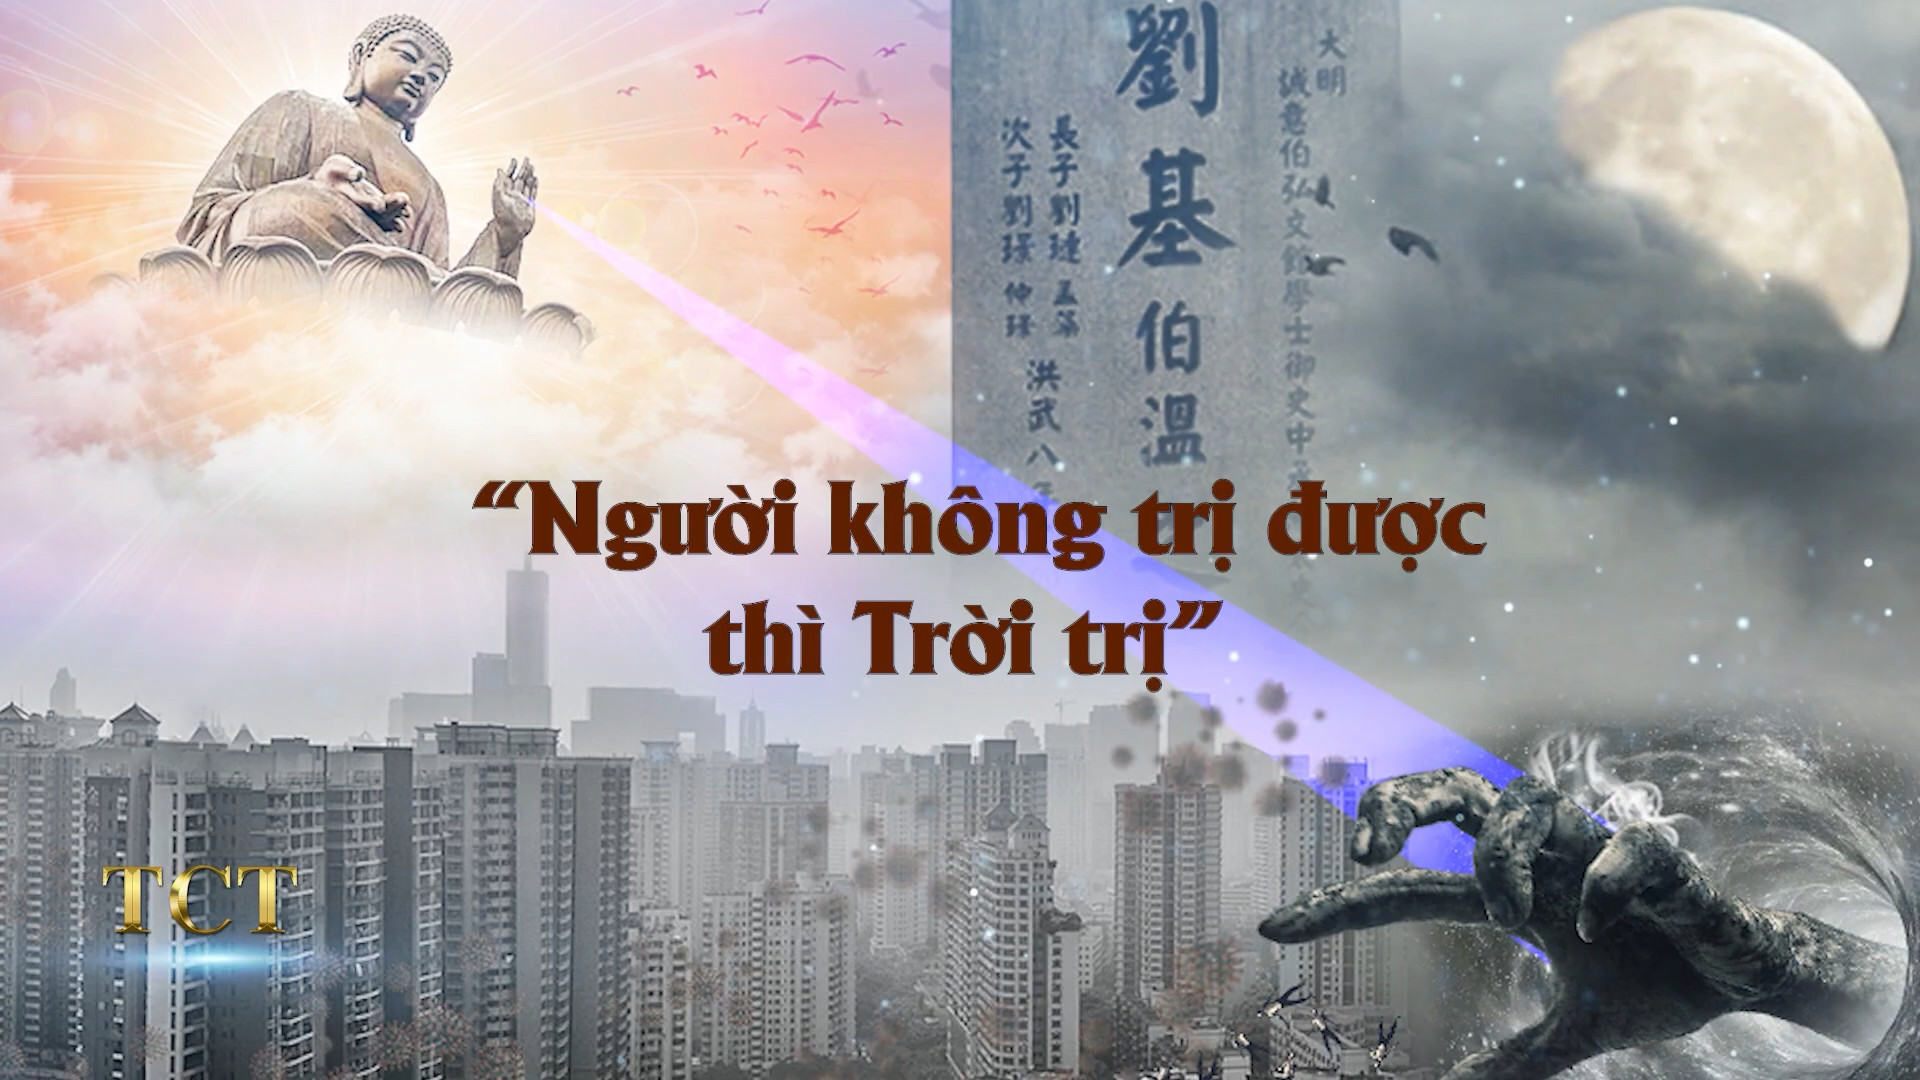 大明
誠意伯弘文館學士御史中
劉基伯溫
長子劉璉孟藻
次子劉璟仲璟
洪武八年
“Người không trị được
thì Trời trị”
TCT